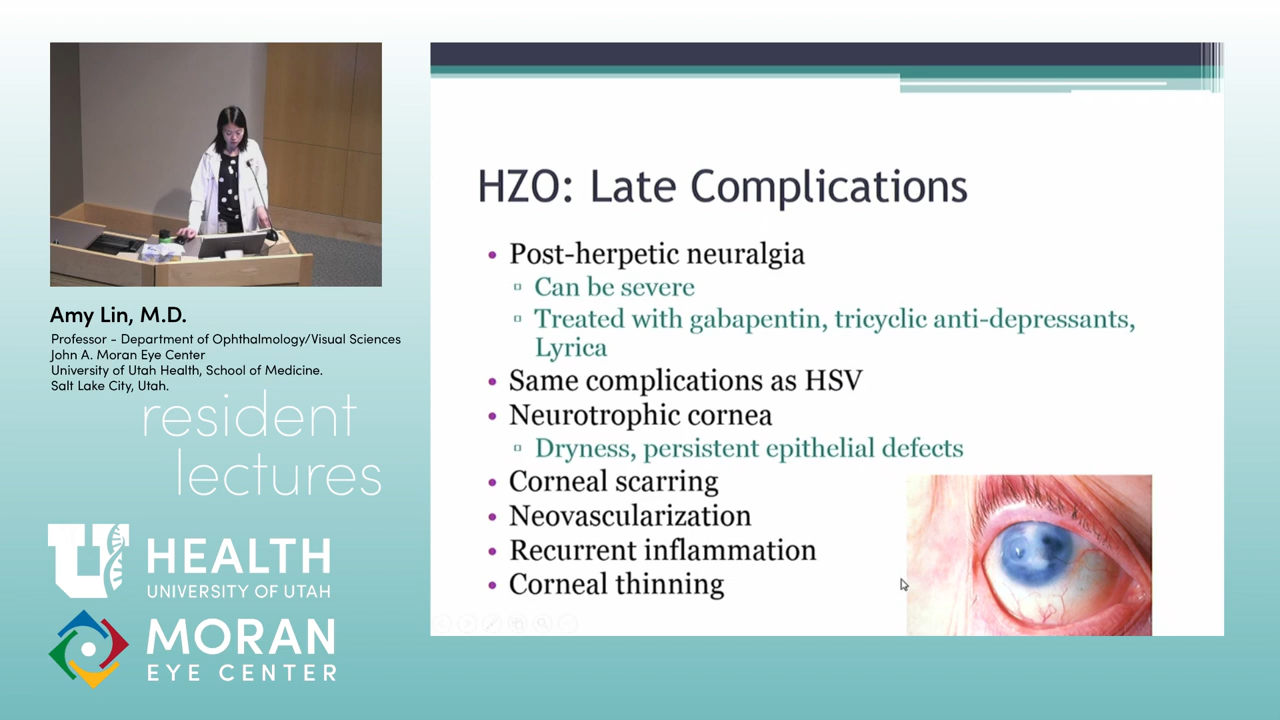 Amy Lin, M.D.
Professor - Department of Ophthalmology/Visual Sciences
John A. Moran Eye Center
University of Utah Health, School of Medicine.
Salt Lake City, Utah.
resident
lectures
U HEALTH
UNIVERSITY OF UTAH
MORAN
EYE CENTER
HZO: Late Complications
• Post-herpetic neuralgia
▫ Can be severe
▫ Treated with gabapentin, tricyclic anti-depressants,
Lyrica
• Same complications as HSV
• Neurotrophic cornea
▫ Dryness, persistent epithelial defects
• Corneal scarring
• Neovascularization
• Recurrent inflammation
• Corneal thinning